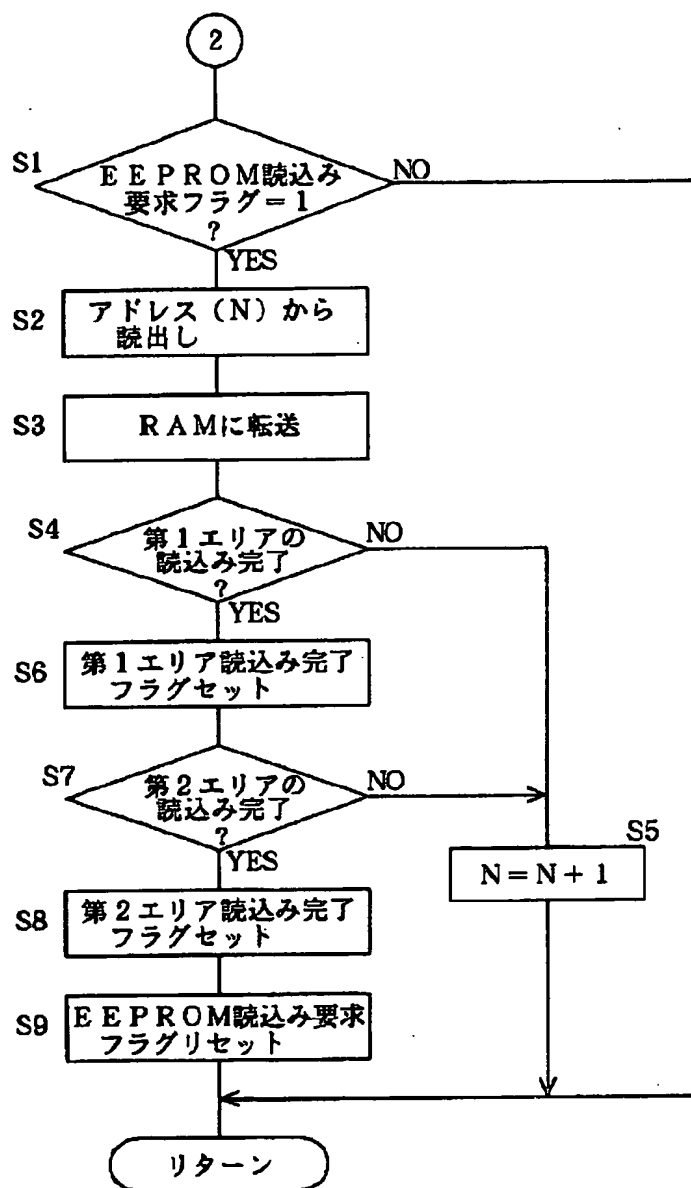 2
S1
EEPROM読込み
要求フラグ=1
?
NO
YES
S2
アドレス(N)から
読出し
S3
RAMに転送
S4
第1エリアの
読込み完了
?
NO
YES
S6
第1エリア読込み完了
フラグセット
S7
第2エリアの
読込み完了
?
NO
YES
S5
N=N+1
S8
第2エリア読込み完了
フラグセット
S9
EEPROM読込み要求
フラグリセット
リターン